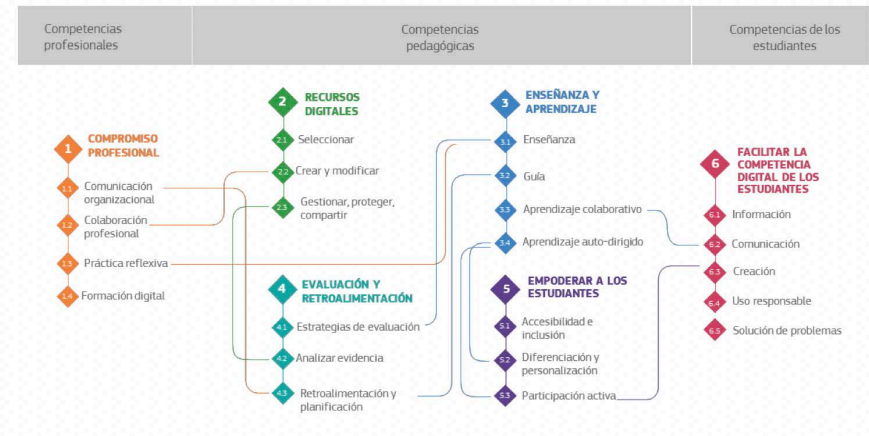 Competencias
profesionales
Competencias
pedagógicas
Competencias de los
estudiantes
1
COMPROMISO
PROFESIONAL
1.1
Comunicación
organizacional
1.2
Colaboración
profesional
1.3
Práctica reflexiva
1.4
Formación digital
2
RECURSOS
DIGITALES
2.1
Seleccionar
2.2
Crear y modificar
2.3
Gestionar, proteger,
compartir
4
EVALUACIÓN Y
RETROALIMENTACIÓN
4.1
Estrategias de evaluación
4.2
Analizar evidencia
4.3
Retroalimentación y
planificación
3
ENSEÑANZA Y
APRENDIZAJE
3.1
Enseñanza
3.2
Guía
3.3
Aprendizaje colaborativo
3.4
Aprendizaje auto-dirigido
5
EMPODERAR A LOS
ESTUDIANTES
5.1
Accesibilidad e
inclusión
5.2
Diferenciación y
personalización
5.3
Participación activa
6
FACILITAR LA
COMPETENCIA
DIGITAL DE LOS
ESTUDIANTES
6.1
Información
6.2
Comunicación
6.3
Creación
6.4
Uso responsable
6.5
Solución de problemas